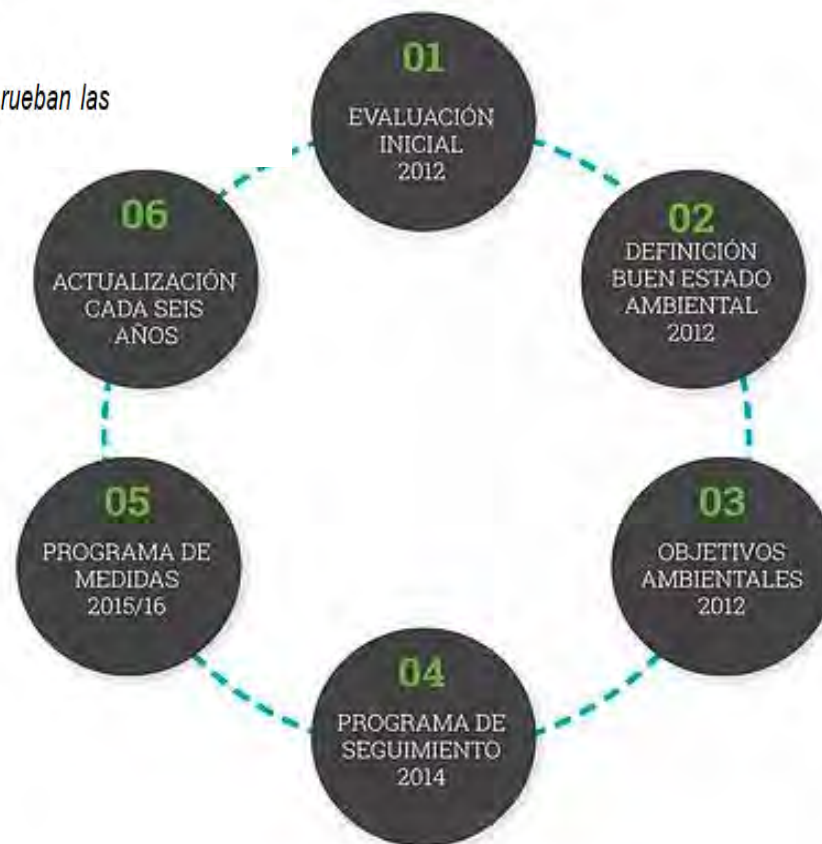 rueban las
01
EVALUACIÓN
INICIAL
2012
02
DEFINICIÓN
BUEN ESTADO
AMBIENTAL
2012
03
OBJETIVOS
AMBIENTALES
2012
04
PROGRAMA DE
SEGUIMIENTO
2014
05
PROGRAMA DE
MEDIDAS
2015/16
06
ACTUALIZACIÓN
CADA SEIS
AÑOS